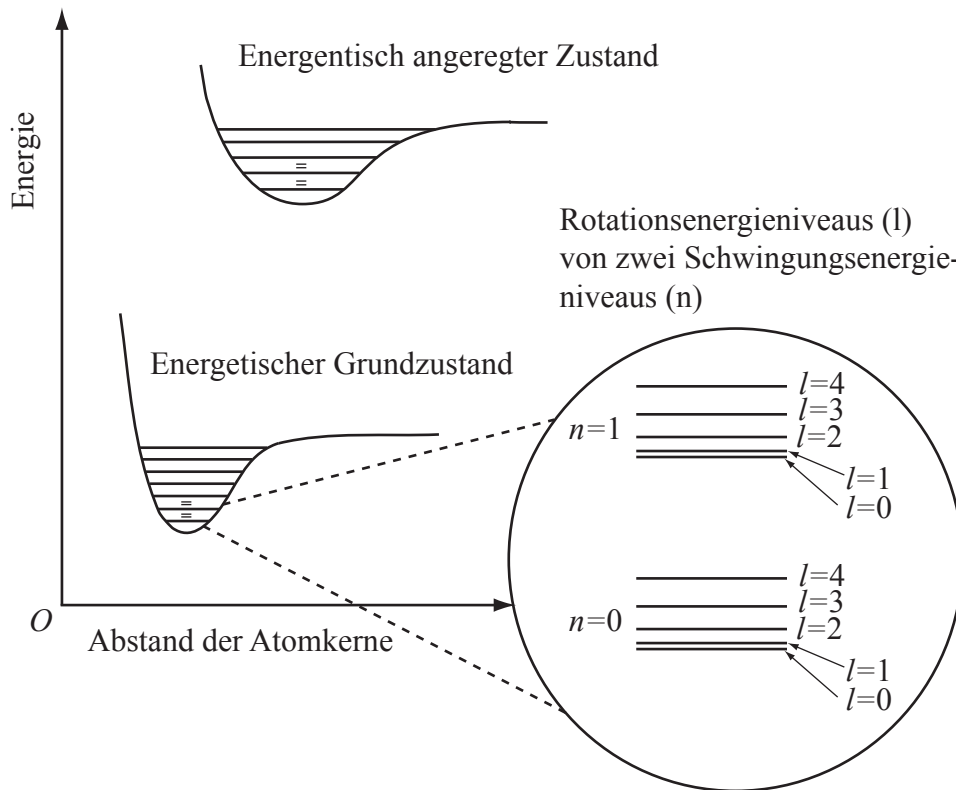 Energentisch angeregter Zustand
Energie
Rotationsenergieniveaus (l)
von zwei Schwingungsenergie-
niveaus (n)
Energetischer Grundzustand
l=4
l=3
n=1
l=2
l=1
l=0
l=4
l=3
n=0
l=2
l=1
l=0
O
Abstand der Atomkerne